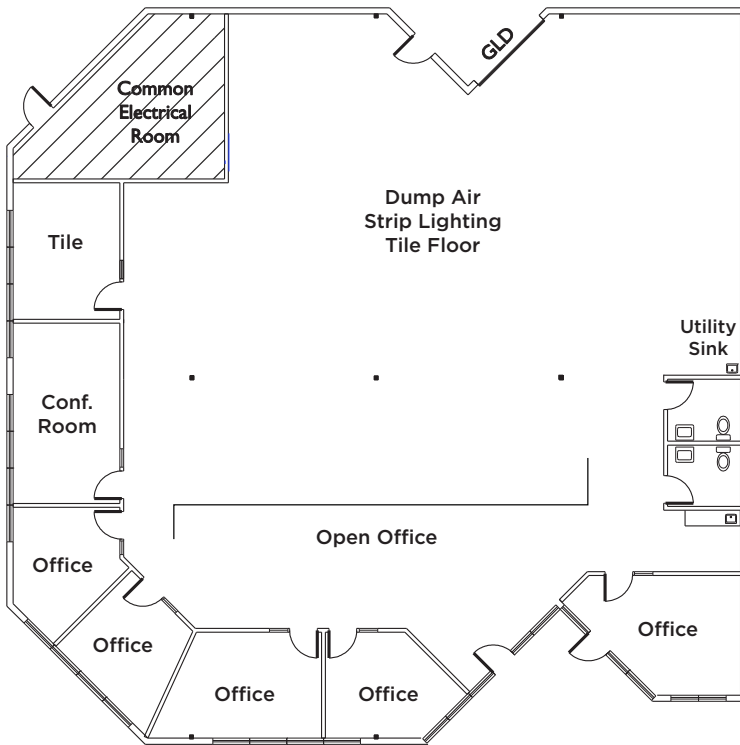 GLD
Common
Electrical
Room
Dump Air
Strip Lighting
Tile Floor
Tile
Utility
Sink
Conf.
Room
Open Office
Office
Office
Office
Office
Office